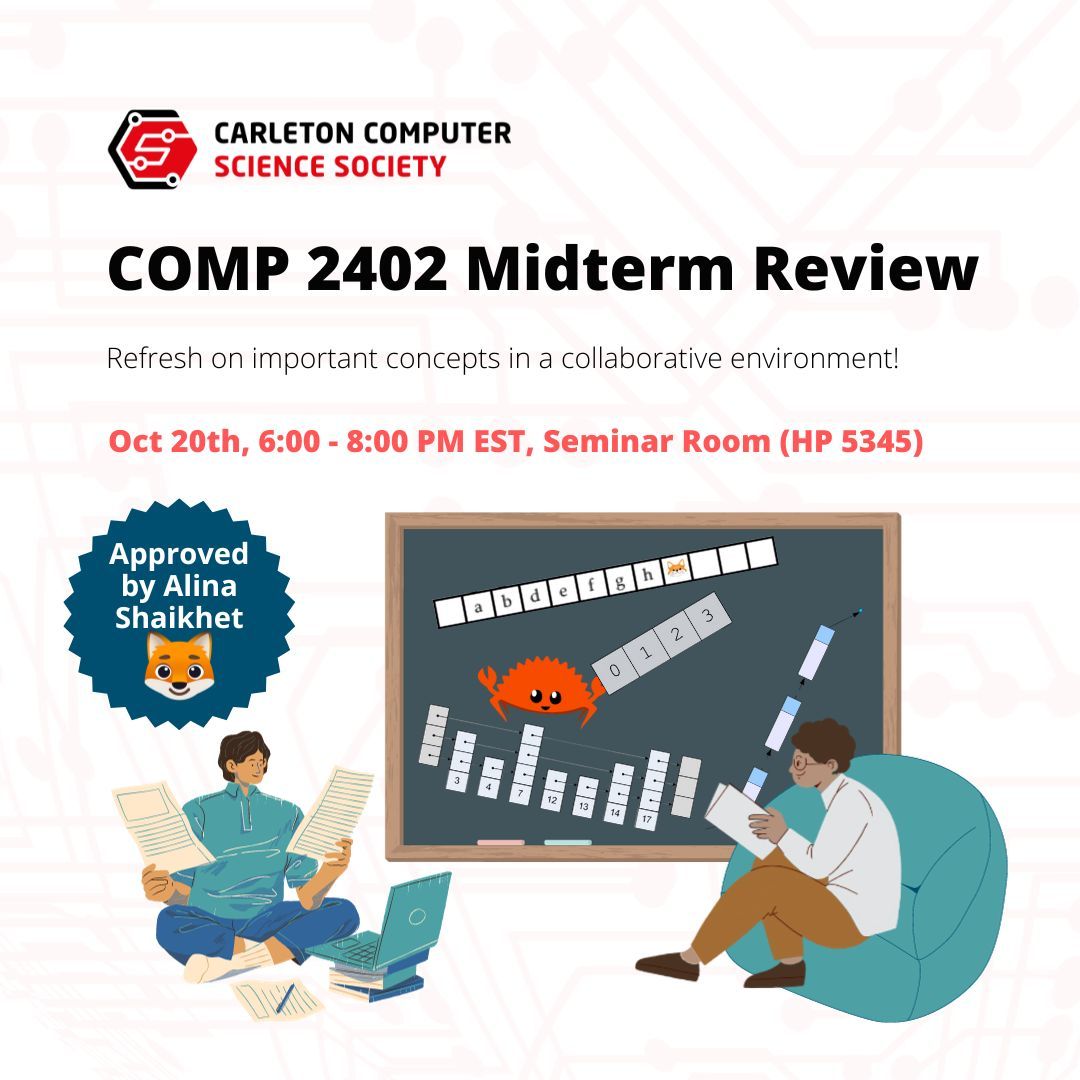 CARLETON COMPUTER
SCIENCE SOCIETY
COMP 2402 Midterm Review
Refresh on important concepts in a collaborative environment!
Oct 20th, 6:00 - 8:00 PM EST, Seminar Room (HP 5345)
Approved
by Alina
Shaikhet
a b d e f g h
0 1 2 3
3 4 7 12 13 14 17